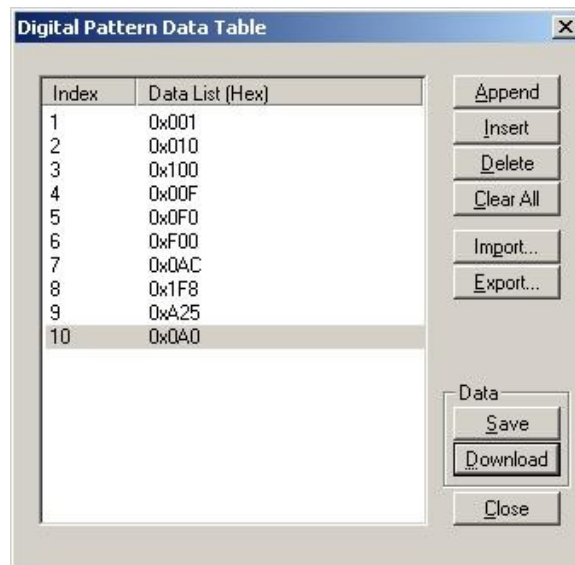 Digital Pattern Data Table
Index Data List (Hex)
1 0x001
2 0x010
3 0x100
4 0x00F
5 0x0F0
6 0xF00
7 0x0AC
8 0x1F8
9 0xA25
10 0x0A0
Append
Insert
Delete
Clear All
Import...
Export...
Data
Save
Download
Close